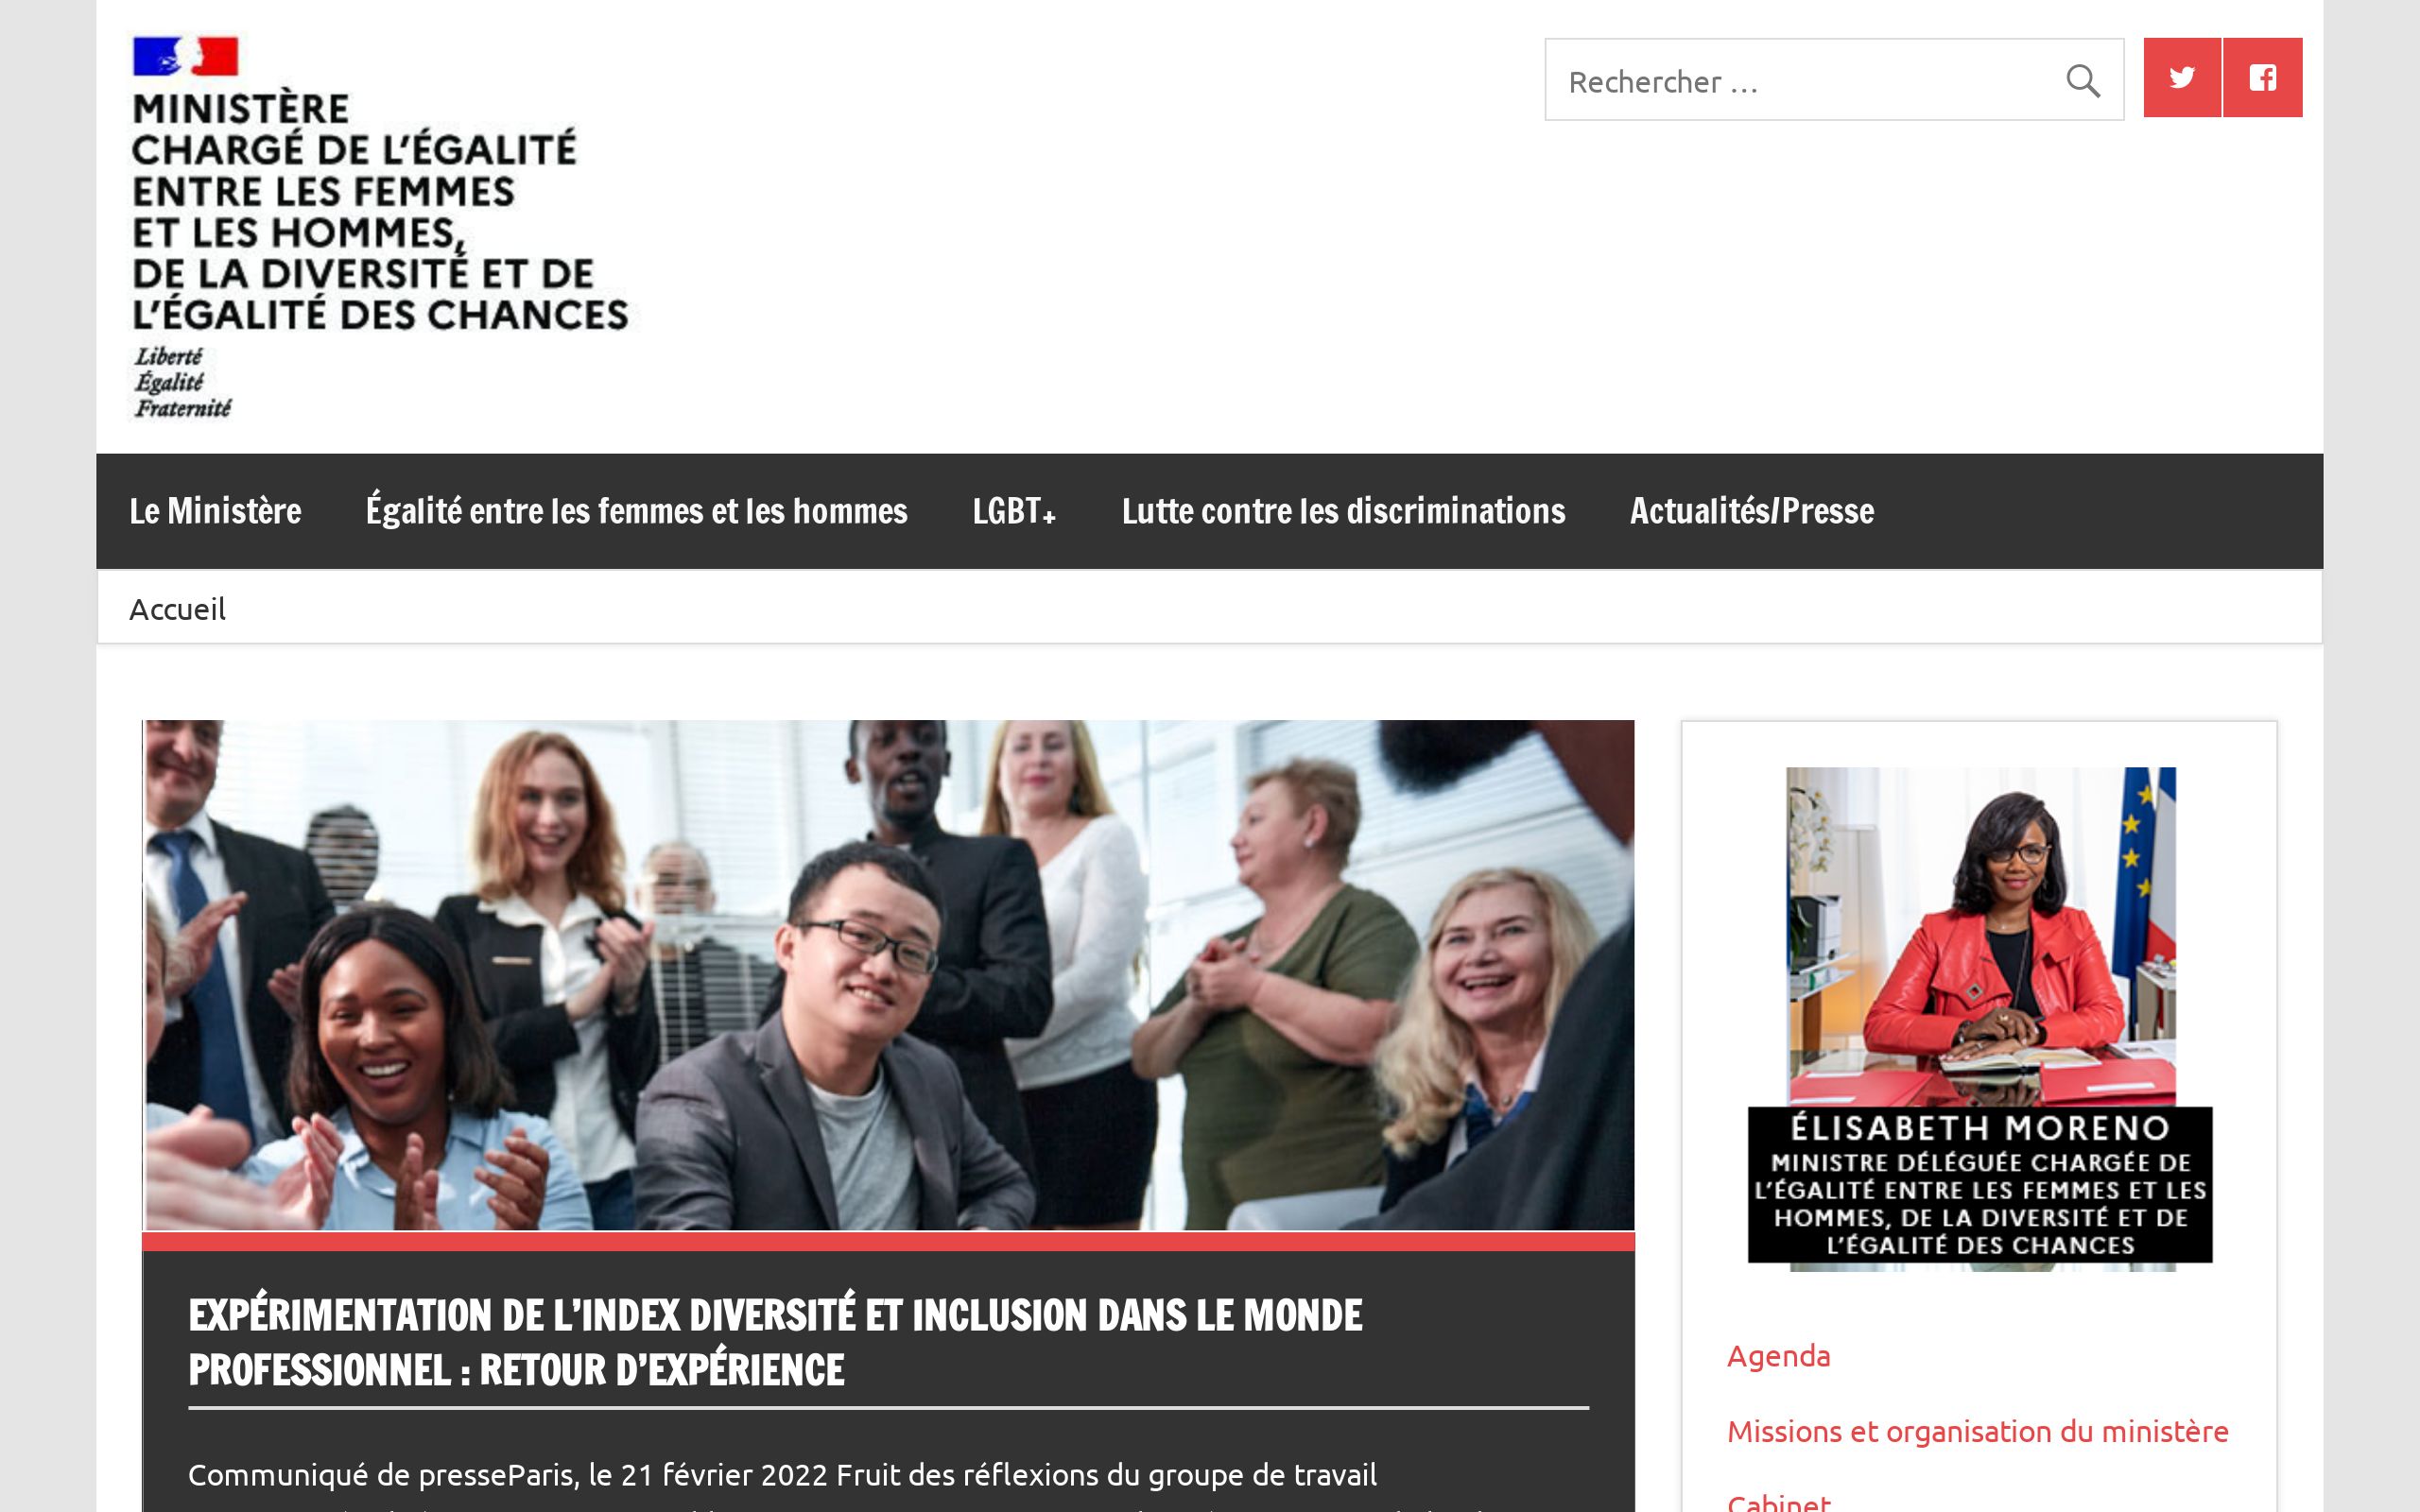 MINISTÈRE
CHARGÉ DE L'ÉGALITÉ
ENTRE LES FEMMES
ET LES HOMMES,
DE LA DIVERSITÉ ET DE
L'ÉGALITÉ DES CHANCES
Liberté
Égalité
Fraternité
Rechercher …
Le Ministère
Égalité entre les femmes et les hommes
LGBT+
Lutte contre les discriminations
Actualités/Presse
Accueil
EXPÉRIMENTATION DE L’INDEX DIVERSITÉ ET INCLUSION DANS LE MONDE
PROFESSIONNEL : RETOUR D’EXPÉRIENCE
Communiqué de presseParis, le 21 février 2022 Fruit des réflexions du groupe de travail
ÉLISABETH MORENO
MINISTRE DÉLÉGUÉE CHARGÉE DE
L'ÉGALITÉ ENTRE LES FEMMES ET LES
HOMMES, DE LA DIVERSITÉ ET DE
L'ÉGALITÉ DES CHANCES
Agenda
Missions et organisation du ministère
Cabinet